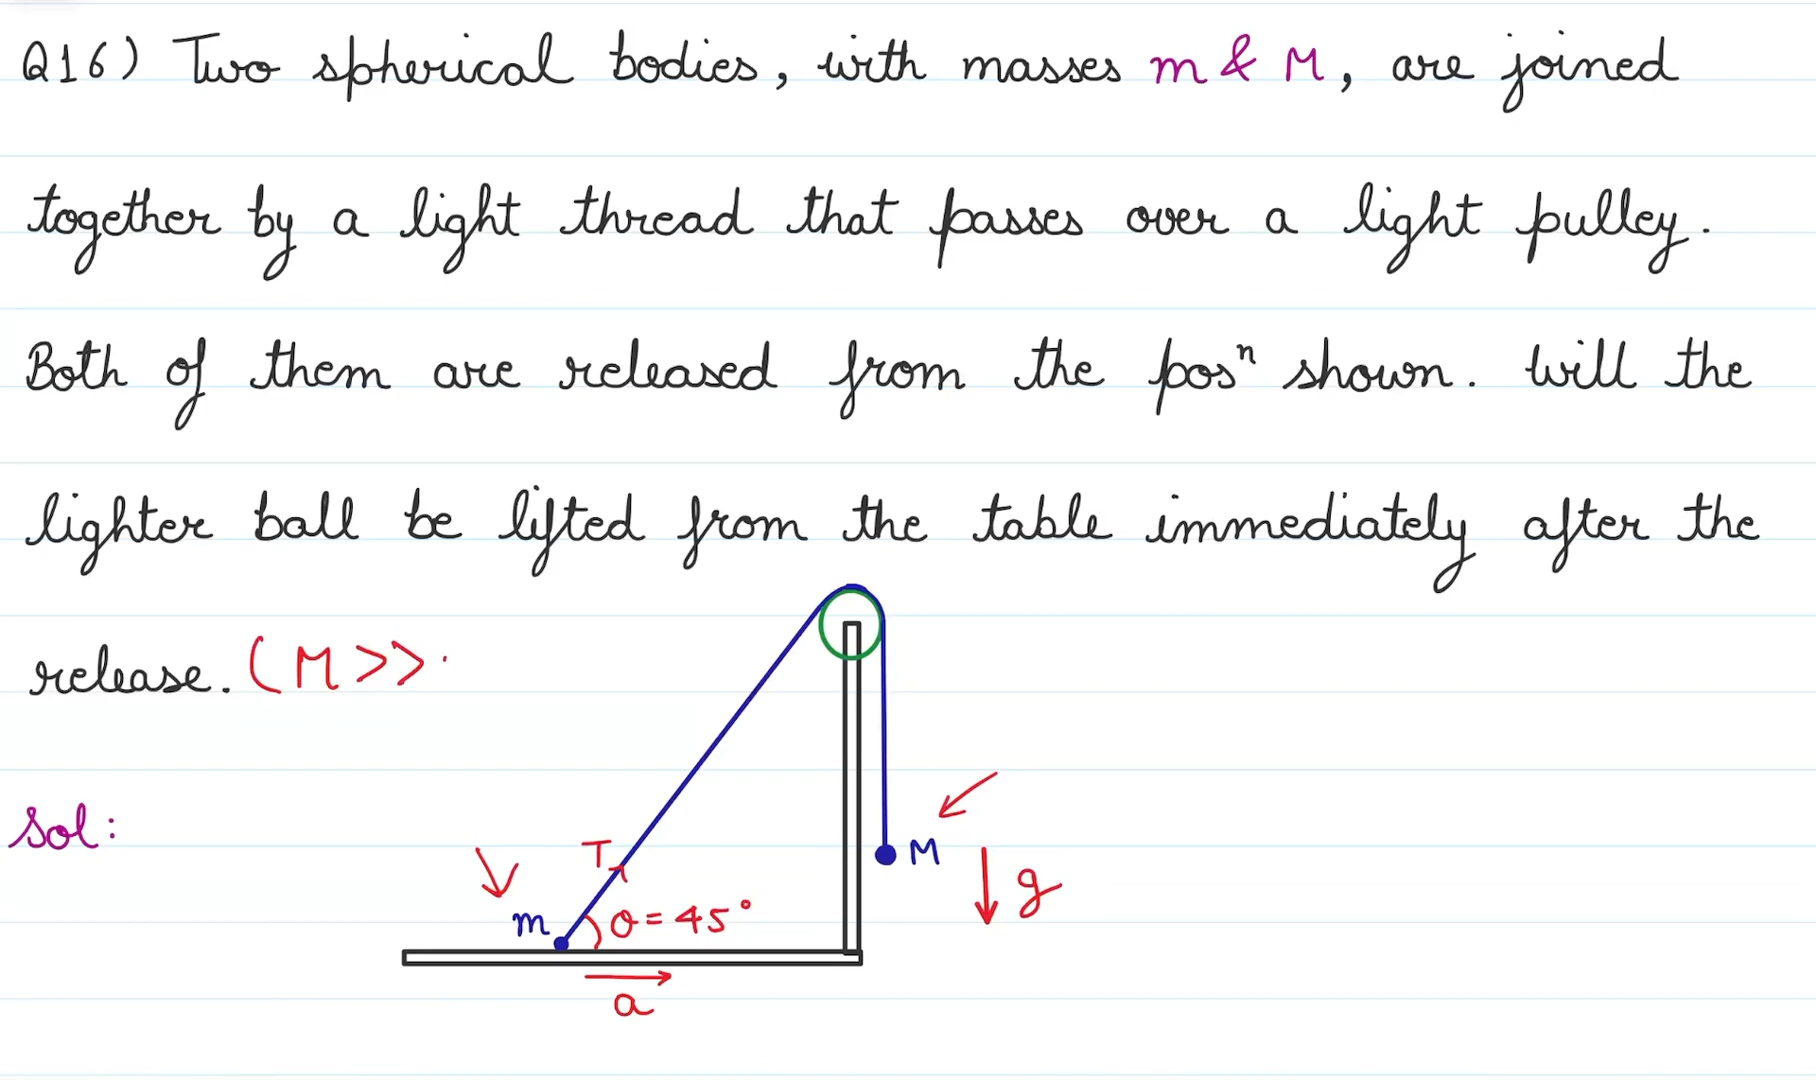 Q16) Two spherical bodies, with masses m & M, are joined
together by a light thread that passes over a light pulley.
Both of them are released from the posⁿ shown. Will the
lighter ball be lifted from the table immediately after the
release. (M >>
Sol:
T
M
g
m
θ = 45°
a